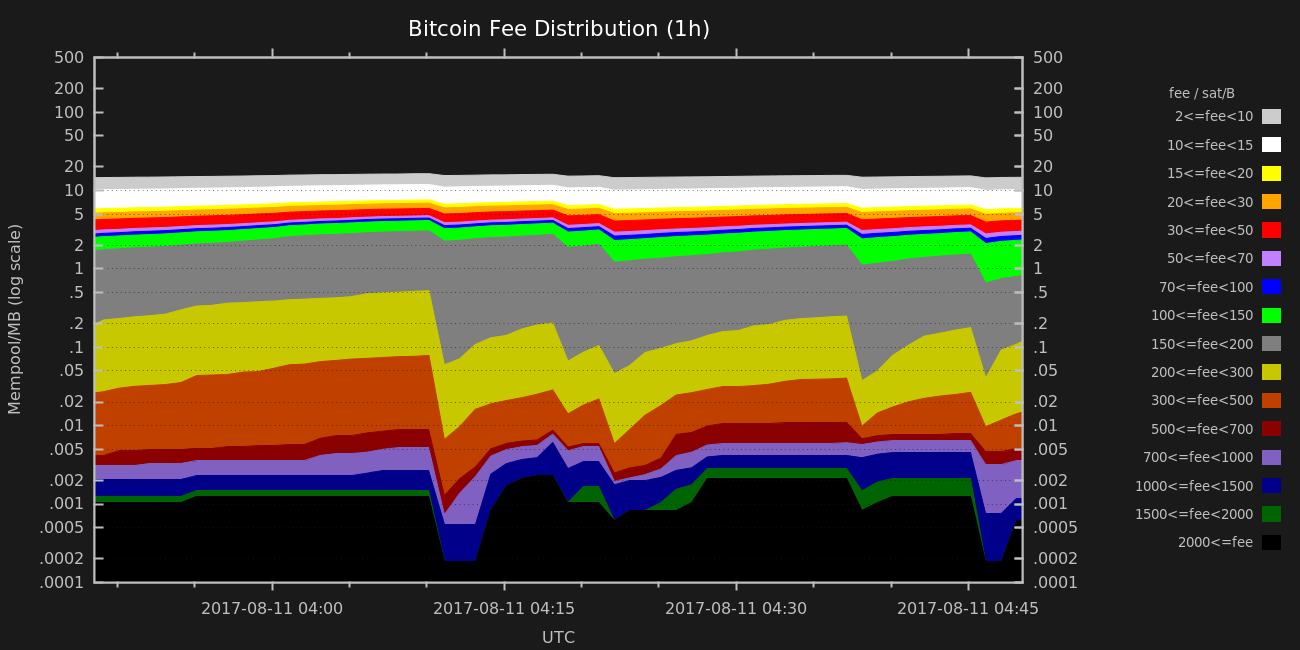 Bitcoin Fee Distribution (1h)
Mempool/MB (log scale)
500
200
100
50
20
10
5
2
1
.5
.2
.1
.05
.02
.01
.005
.002
.001
.0005
.0002
.0001
500
200
100
50
20
10
5
2
1
.5
.2
.1
.05
.02
.01
.005
.002
.001
.0005
.0002
.0001
2017-08-11 04:00
2017-08-11 04:15
2017-08-11 04:30
2017-08-11 04:45
UTC
fee / sat/B
2<=fee<10
10<=fee<15
15<=fee<20
20<=fee<30
30<=fee<50
50<=fee<70
70<=fee<100
100<=fee<150
150<=fee<200
200<=fee<300
300<=fee<500
500<=fee<700
700<=fee<1000
1000<=fee<1500
1500<=fee<2000
2000<=fee